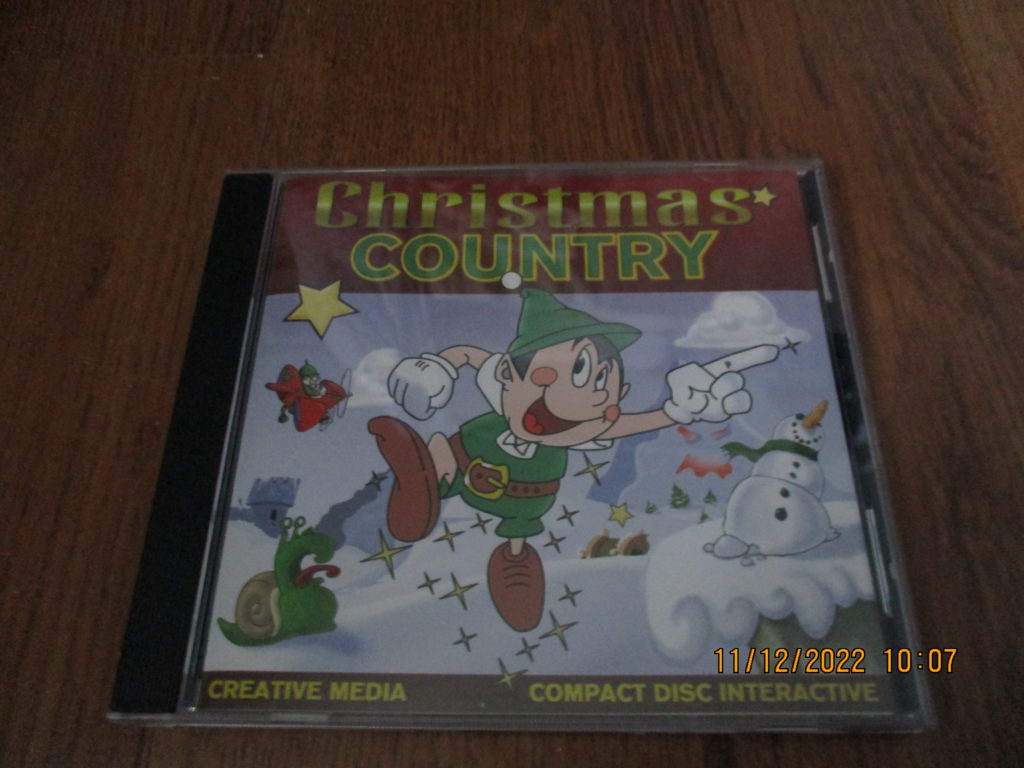 Christmas
COUNTRY
CREATIVE MEDIA COMPACT DISC INTERACTIVE
11/12/2022 10:07